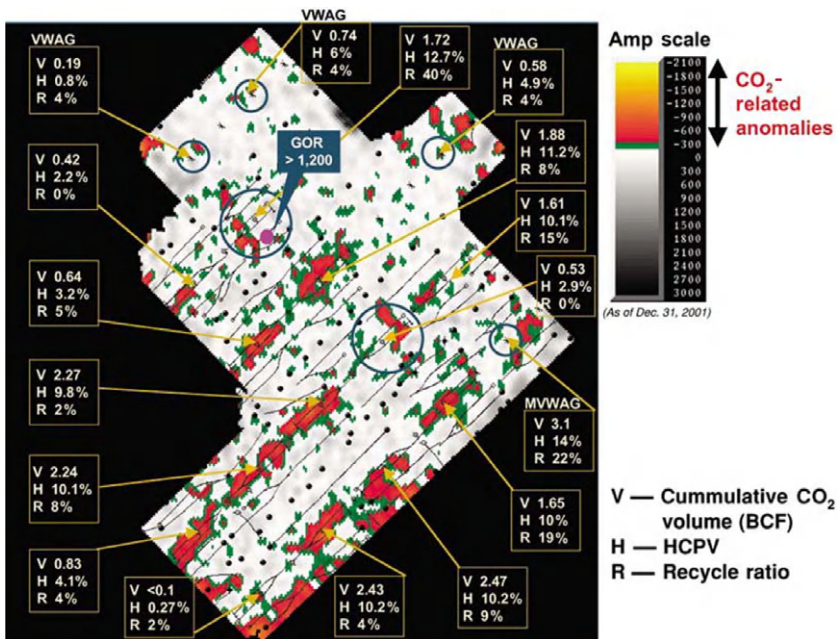 VWAG
V 0.19
H 0.8%
R 4%
VWAG
V 0.74
H 6%
R 4%
V 1.72
H 12.7%
R 40%
VWAG
V 0.58
H 4.9%
R 4%
GOR
> 1,200
V 0.42
H 2.2%
R 0%
V 1.88
H 11.2%
R 8%
V 1.61
H 10.1%
R 15%
V 0.64
H 3.2%
R 5%
V 0.53
H 2.9%
R 0%
V 2.27
H 9.8%
R 2%
MVWAG
V 3.1
H 14%
R 22%
V 2.24
H 10.1%
R 8%
V 1.65
H 10%
R 19%
V 0.83
H 4.1%
R 4%
V <0.1
H 0.27%
R 2%
V 2.43
H 10.2%
R 4%
V 2.47
H 10.2%
R 9%
Amp scale
-2100
-1800
-1500
-1200
-900
-600
-300
0
300
600
900
1200
1500
1800
2100
2400
2700
3000
CO₂-
related
anomalies
(As of Dec. 31, 2001)
V — Cummulative CO₂
volume (BCF)
H — HCPV
R — Recycle ratio